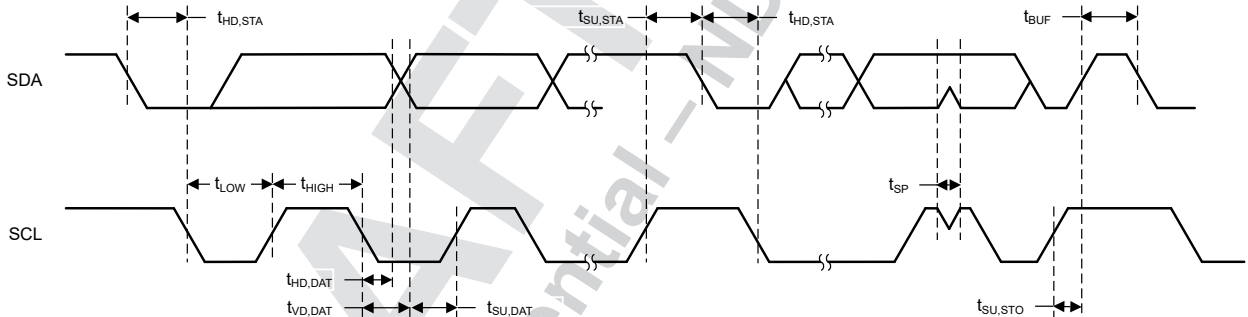 tHD,STA tSU,STA tHD,STA tBUF
SDA
tLOW tHIGH tSP
SCL
tHD,DAT
tVD,DAT tSU,DAT tSU,STO